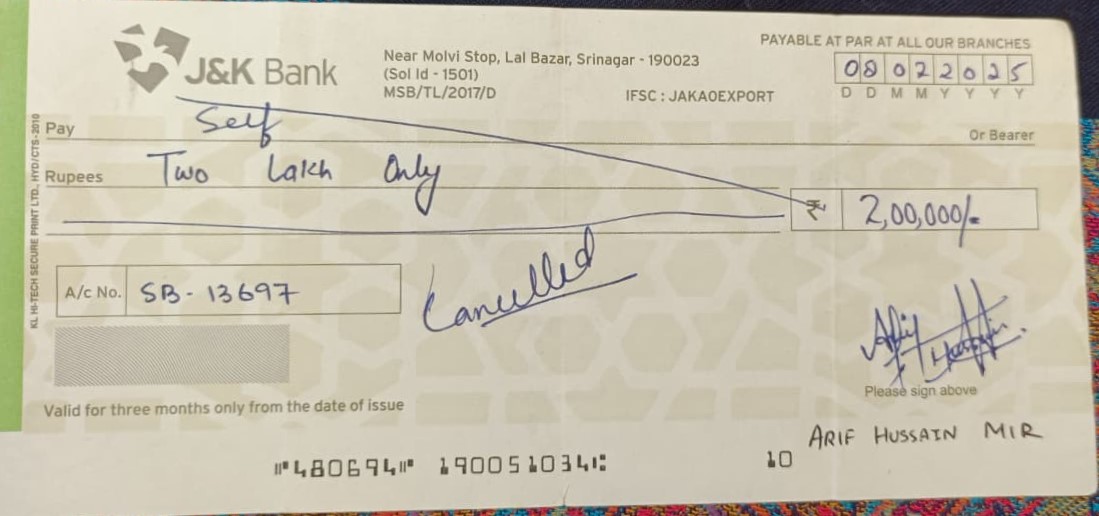 J&K Bank
Near Molvi Stop, Lal Bazar, Srinagar - 190023
(Sol Id - 1501)
MSB/TL/2017/D
IFSC : JAKA0EXPORT
PAYABLE AT PAR AT ALL OUR BRANCHES
08022025
D D M M Y Y Y Y
Pay Self Or Bearer
Rupees Two Lakh Only
₹ 2,00,000/-
A/c No. SB - 13697
Cancelled
Arif Hussain
Please sign above
Valid for three months only from the date of issue
ARIF HUSSAIN MIR
⑈480694⑈ 190051034⑆ 10
KL HI-TECH SECURE PRINT LTD., HYD/CTS-2010